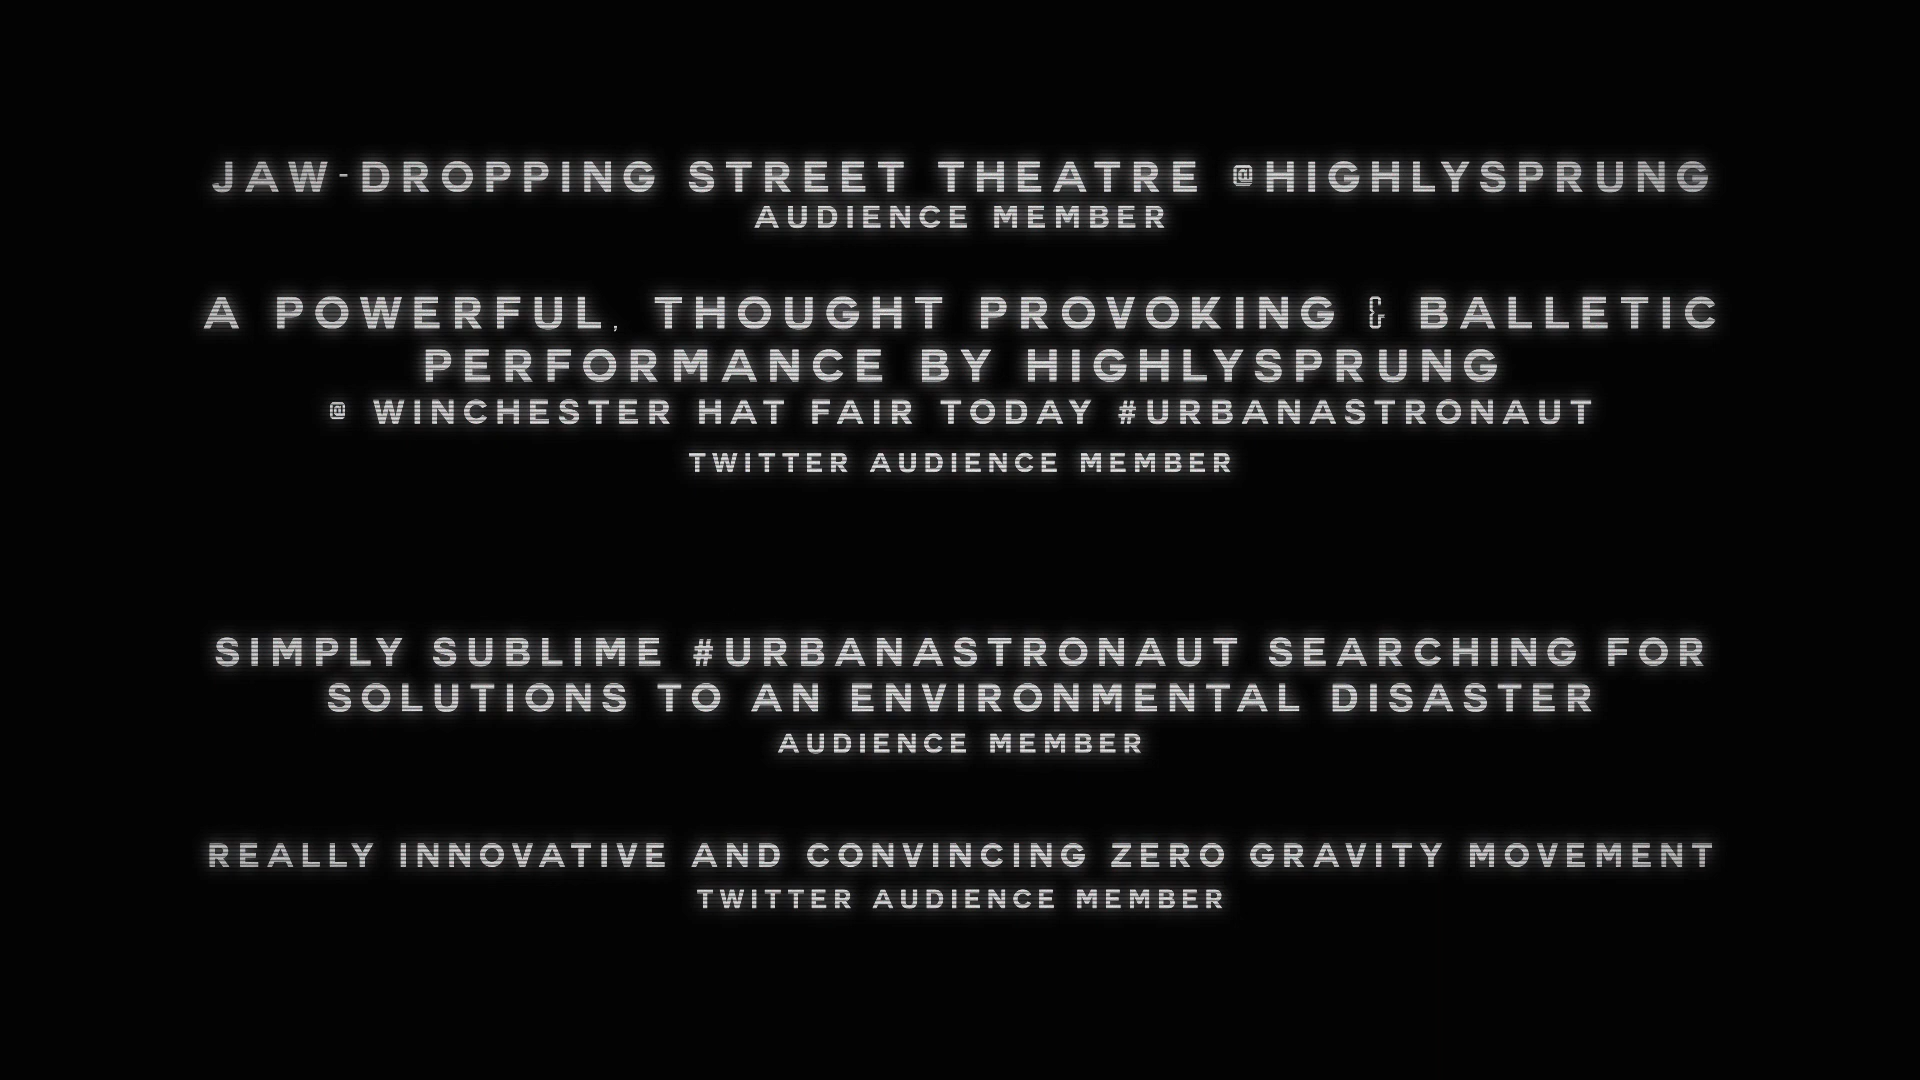 JAW-DROPPING STREET THEATRE @HIGHLYSPRUNG
AUDIENCE MEMBER
A POWERFUL, THOUGHT PROVOKING & BALLETIC
PERFORMANCE BY HIGHLYSPRUNG
@ WINCHESTER HAT FAIR TODAY #URBANASTRONAUT
TWITTER AUDIENCE MEMBER
SIMPLY SUBLIME #URBANASTRONAUT SEARCHING FOR
SOLUTIONS TO AN ENVIRONMENTAL DISASTER
AUDIENCE MEMBER
REALLY INNOVATIVE AND CONVINCING ZERO GRAVITY MOVEMENT
TWITTER AUDIENCE MEMBER